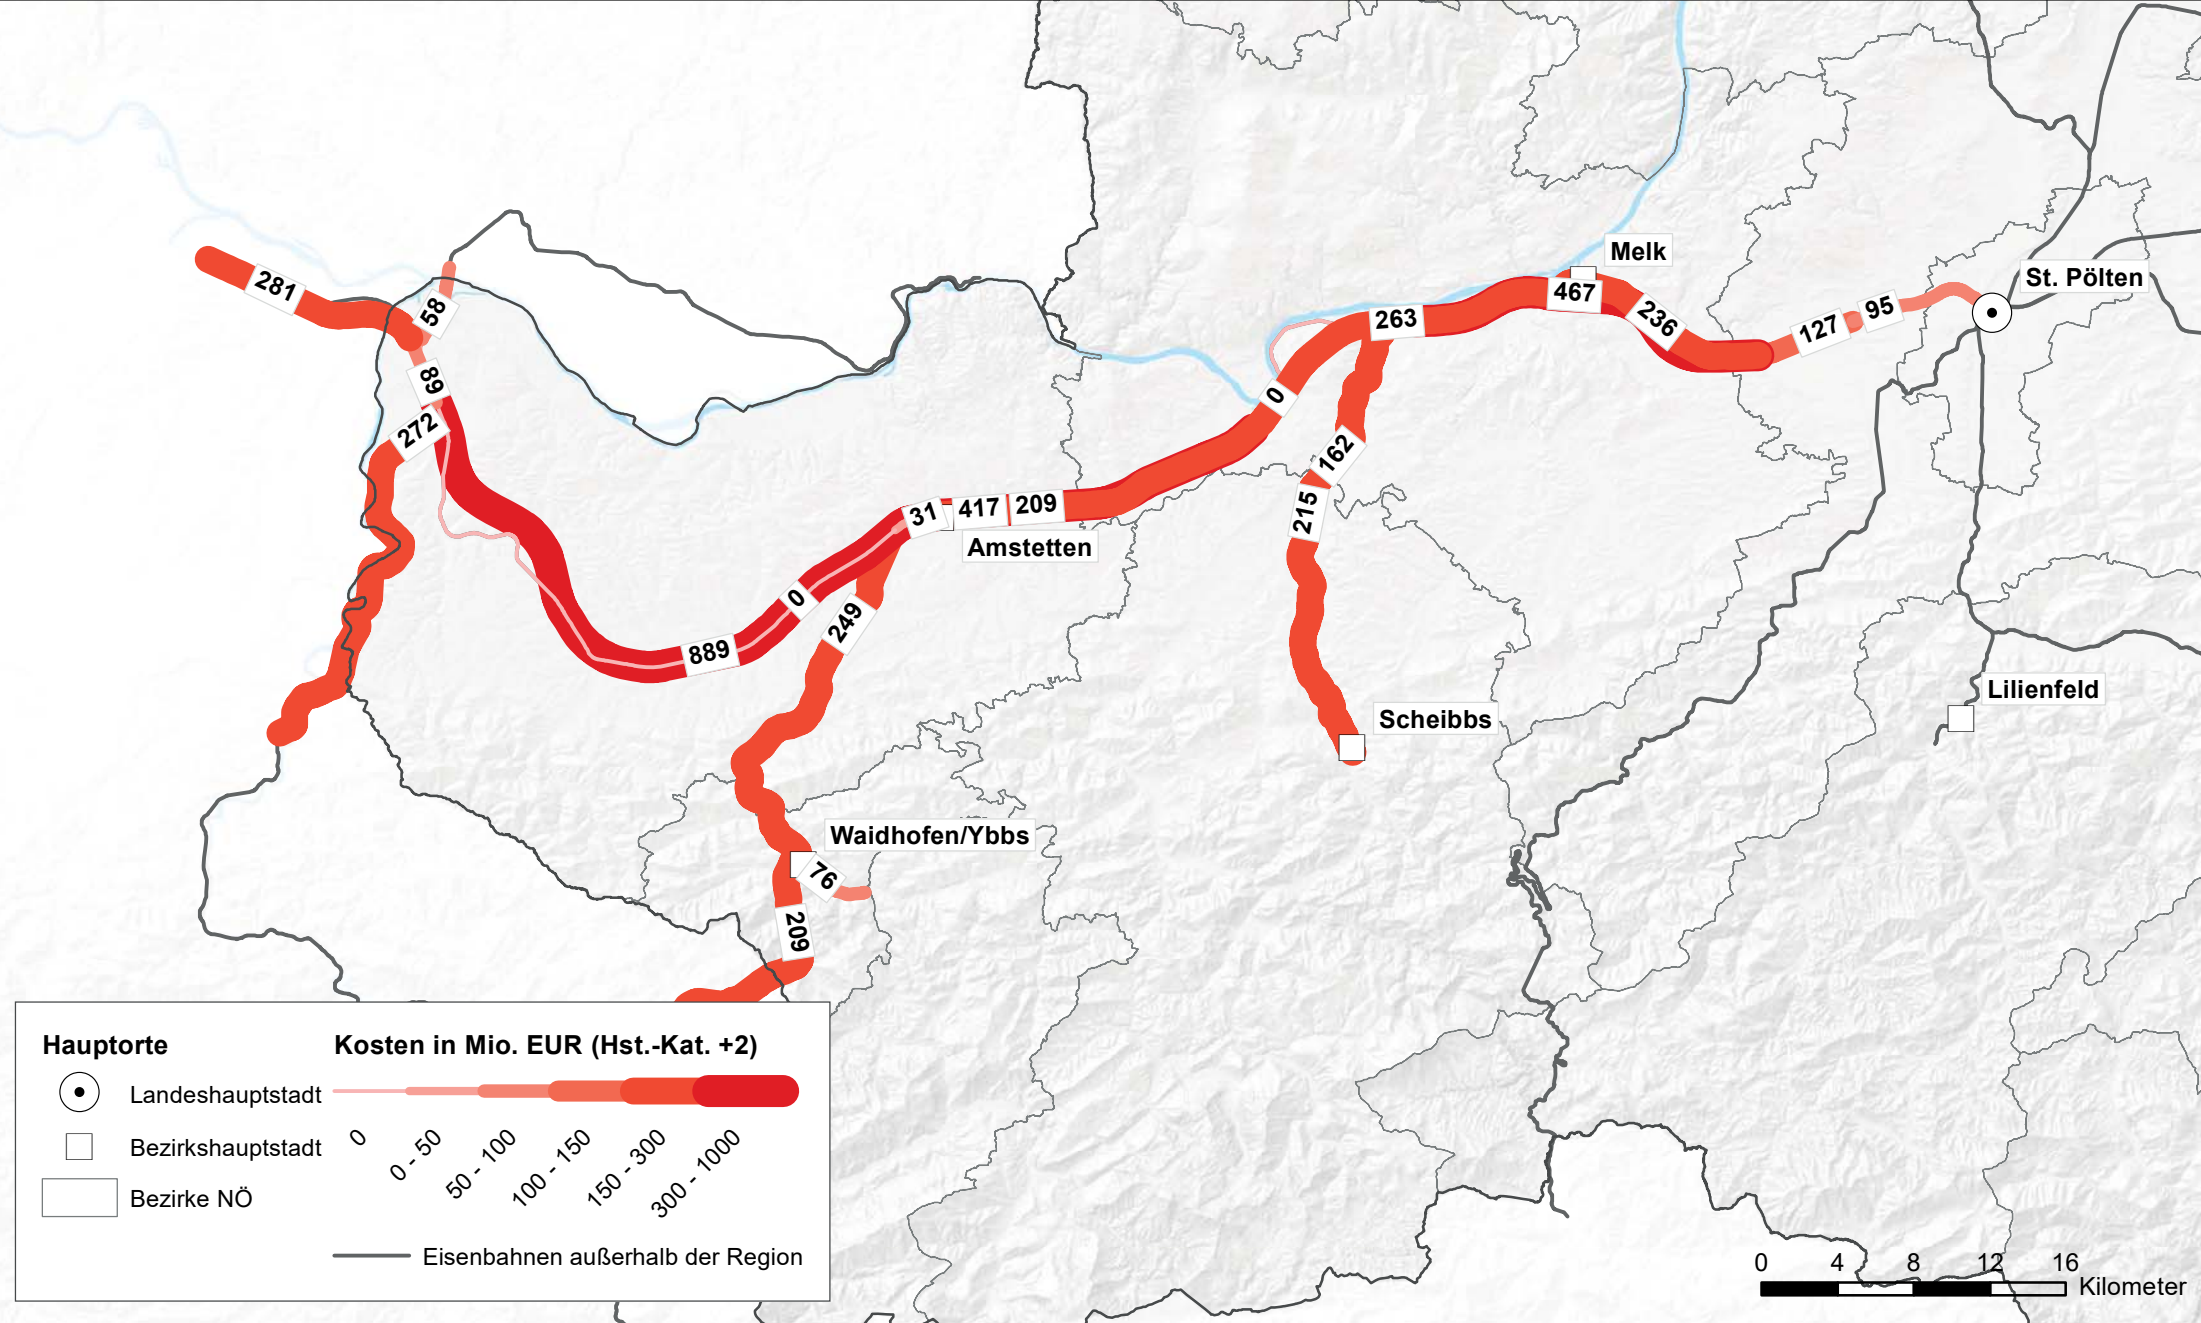 Melk
St. Pölten
281
58
467
263
236
127
95
89
0
272
162
31
417
209
215
Amstetten
0
249
889
Lilienfeld
Scheibbs
Waidhofen/Ybbs
76
209
Hauptorte
Landeshauptstadt
Bezirkshauptstadt
Bezirke NÖ
Kosten in Mio. EUR (Hst.-Kat. +2)
0
0 - 50
50 - 100
100 - 150
150 - 300
300 - 1000
Eisenbahnen außerhalb der Region
0 4 8 12 16
Kilometer